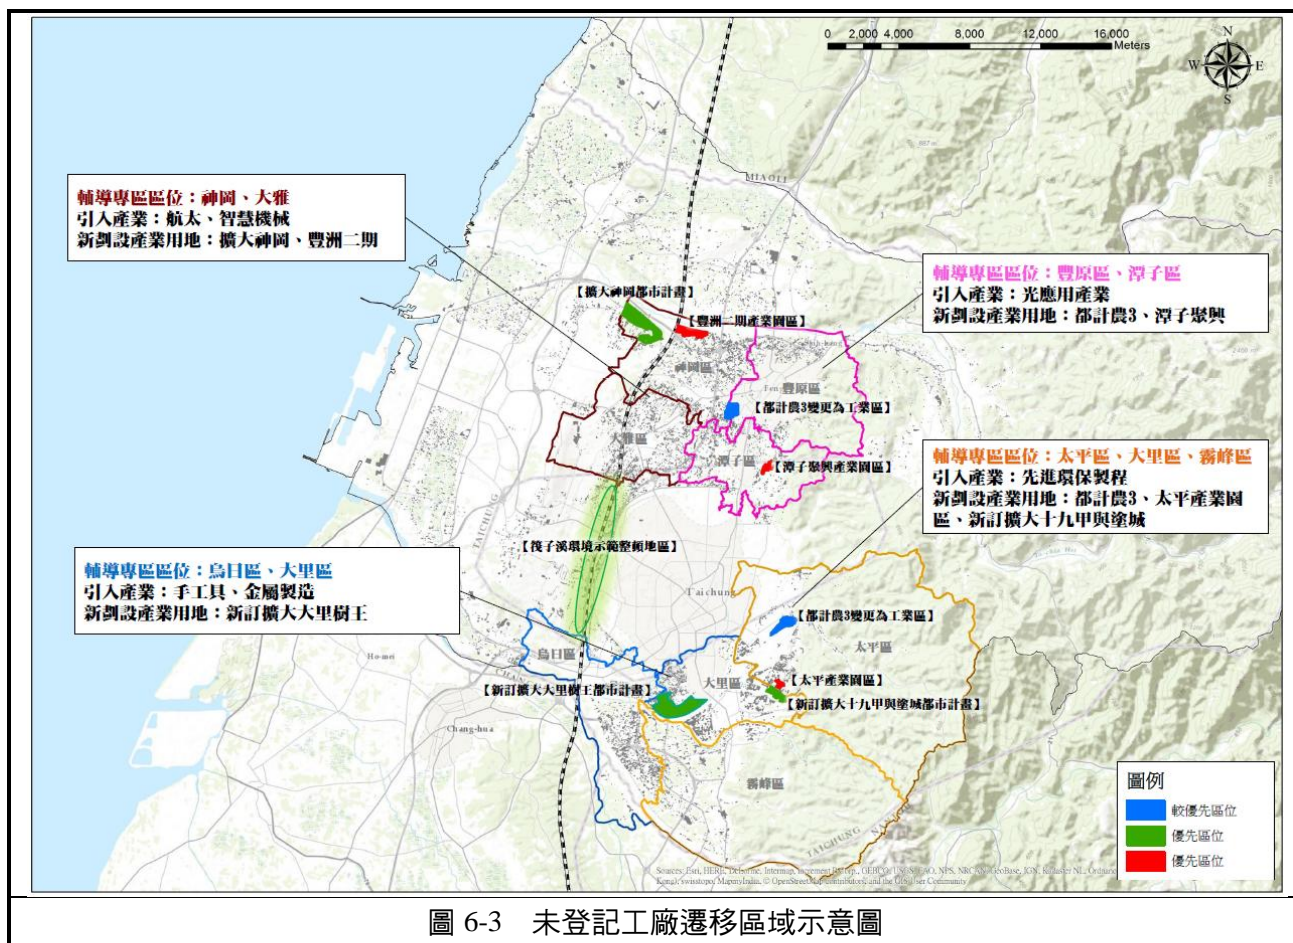 0 2,000 4,000 8,000 12,000 16,000
Meters
N
W E
S
MIAOLI
輔導專區區位：神岡、大雅
引入產業：航太、智慧機械
新劃設產業用地：擴大神岡、豐洲二期
輔導專區區位：豐原區、潭子區
引入產業：光應用產業
新劃設產業用地：都計農3、潭子聚興
【擴大神岡都市計畫】
【豐洲二期產業園區】
神岡區
豐原區
【都計農3變更為工業區】
大雅區
潭子區
【潭子聚興產業園區】
輔導專區區位：太平區、大里區、霧峰區
引入產業：先進環保製程
新劃設產業用地：都計農3、太平產業園
區、新訂擴大十九甲與塗城
TAICHUNG
【筏子溪環境示範整頓地區】
輔導專區區位：烏日區、大里區
引入產業：手工具、金屬製造
新劃設產業用地：新訂擴大大里樹王
Taichung
【都計農3變更為工業區】
太平區
Ho-mei
烏日區
大里區
【太平產業園區】
【新訂擴大大里樹王都市計畫】
【新訂擴大十九甲與塗城都市計畫】
Chang-hua
霧峰區
TAICHUNG
圖例
較優先區位
優先區位
優先區位
圖 6-3 未登記工廠遷移區域示意圖